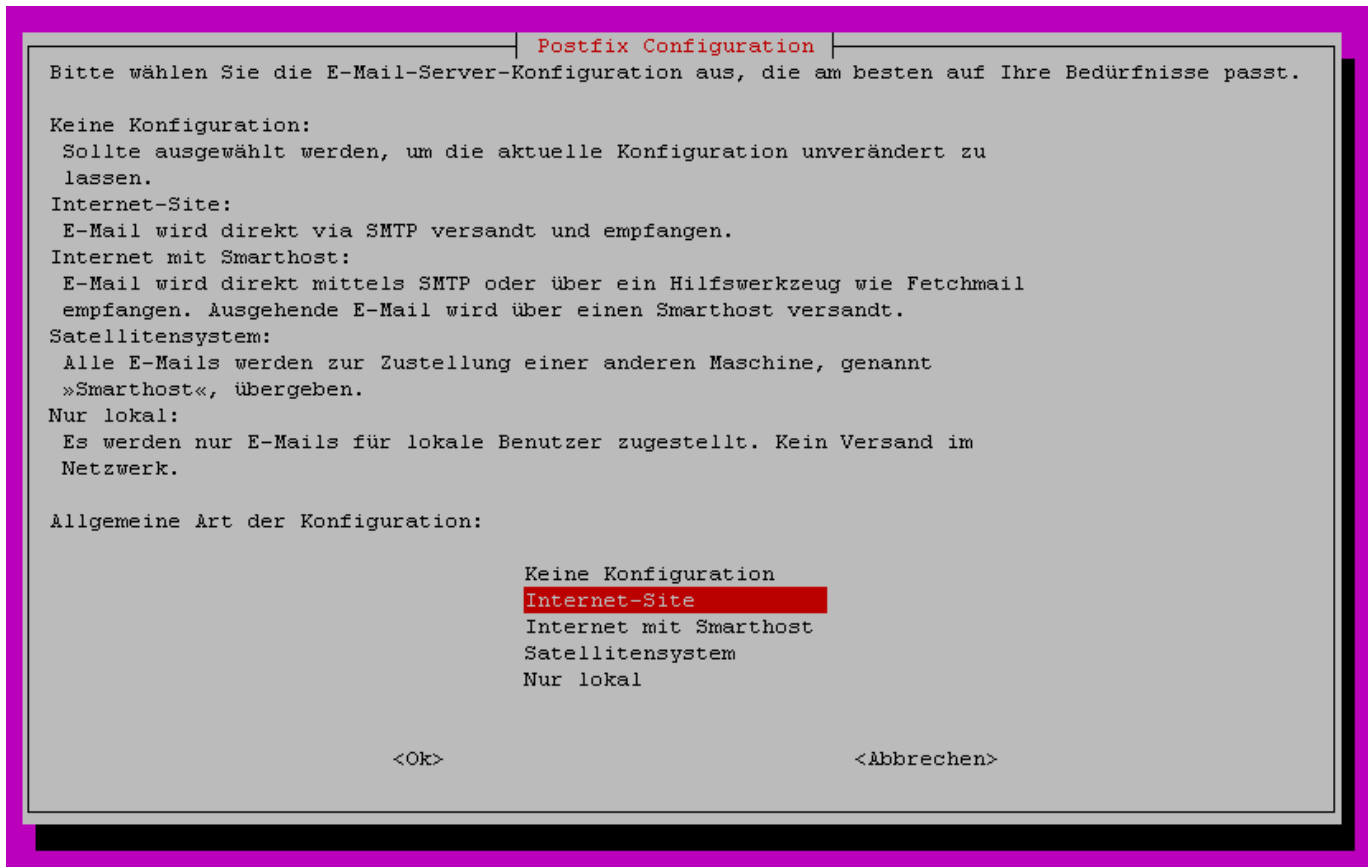 Postfix Configuration
Bitte wählen Sie die E-Mail-Server-Konfiguration aus, die am besten auf Ihre Bedürfnisse passt.
Keine Konfiguration:
Sollte ausgewählt werden, um die aktuelle Konfiguration unverändert zu
lassen.
Internet-Site:
E-Mail wird direkt via SMTP versandt und empfangen.
Internet mit Smarthost:
E-Mail wird direkt mittels SMTP oder über ein Hilfswerkzeug wie Fetchmail
empfangen. Ausgehende E-Mail wird über einen Smarthost versandt.
Satellitensystem:
Alle E-Mails werden zur Zustellung einer anderen Maschine, genannt
»Smarthost«, übergeben.
Nur lokal:
Es werden nur E-Mails für lokale Benutzer zugestellt. Kein Versand im
Netzwerk.
Allgemeine Art der Konfiguration:
Keine Konfiguration
Internet-Site
Internet mit Smarthost
Satellitensystem
Nur lokal
<Ok> <Abbrechen>